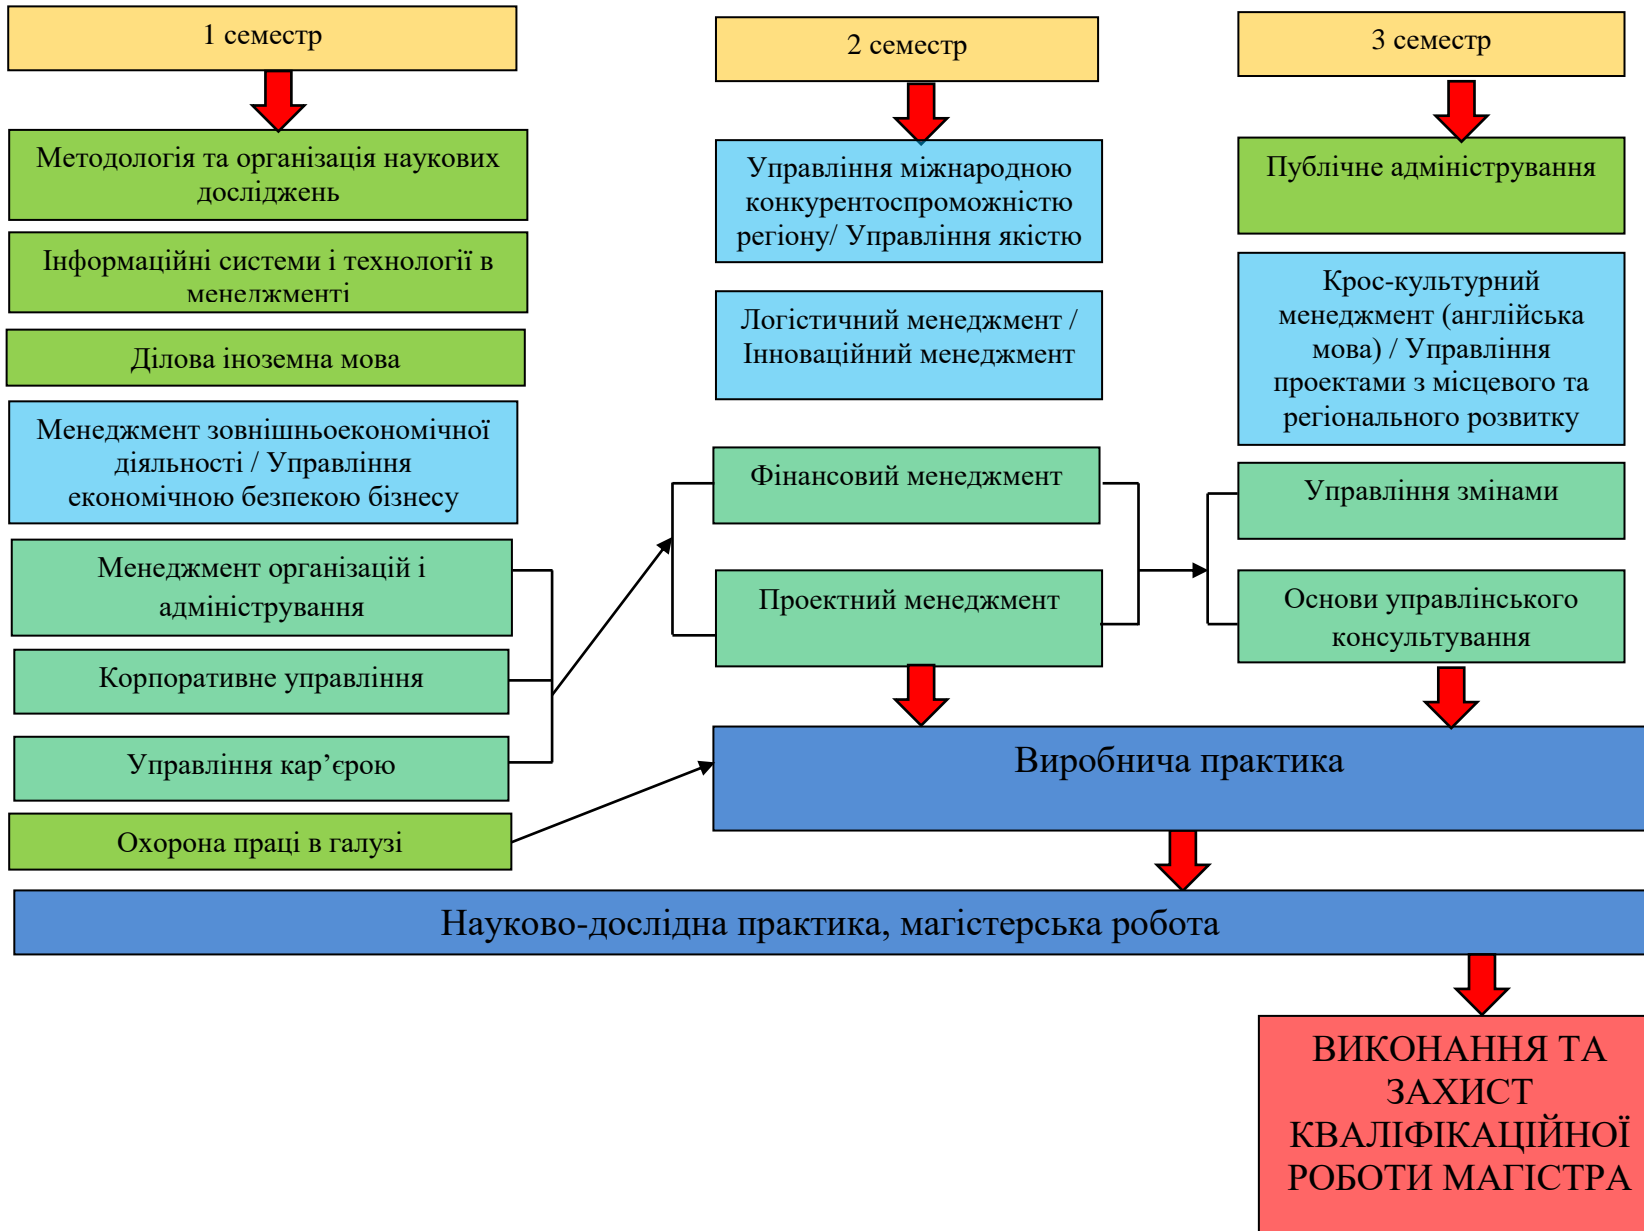 1 семестр
2 семестр
3 семестр
Методологія та організація наукових
досліджень
Інформаційні системи і технології в
менеджменті
Ділова іноземна мова
Менеджмент зовнішньоекономічної
діяльності / Управління
економічною безпекою бізнесу
Менеджмент організацій і
адміністрування
Корпоративне управління
Управління кар’єрою
Охорона праці в галузі
Управління міжнародною
конкурентоспроможністю
регіону/ Управління якістю
Логістичний менеджмент /
Інноваційний менеджмент
Фінансовий менеджмент
Проектний менеджмент
Публічне адміністрування
Крос-культурний
менеджмент (англійська
мова) / Управління
проектами з місцевого та
регіонального розвитку
Управління змінами
Основи управлінського
консультування
Виробнича практика
Науково-дослідна практика, магістерська робота
ВИКОНАННЯ ТА
ЗАХИСТ
КВАЛІФІКАЦІЙНОЇ
РОБОТИ МАГІСТРА